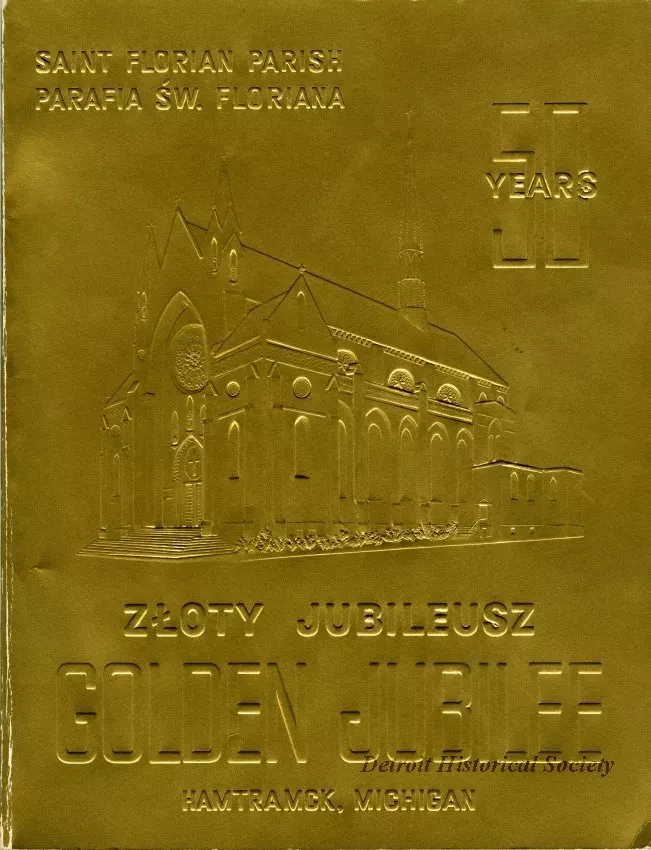 SAINT FLORIAN PARISH
PARAFIA ŚW. FLORIANA
50
YEARS
ZŁOTY JUBILEUSZ
GOLDEN JUBILEE
Detroit Historical Society
HAMTRAMCK, MICHIGAN